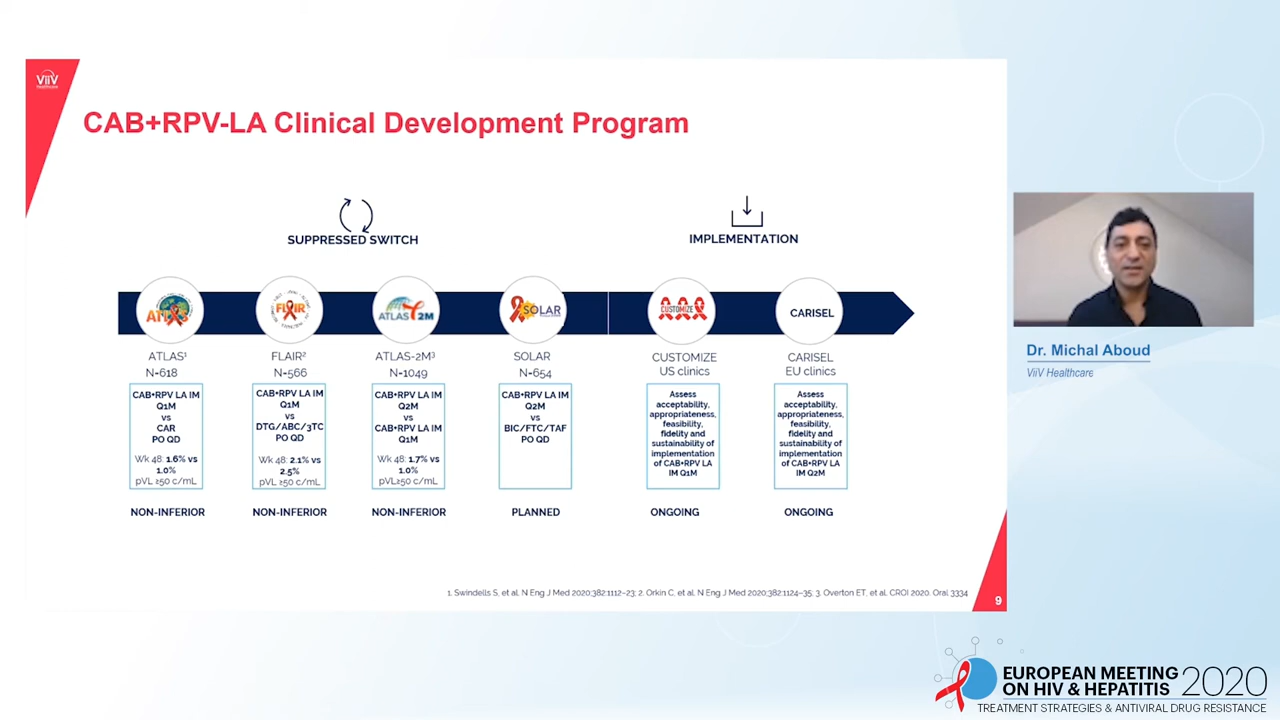 ViiV
Healthcare
CAB+RPV-LA Clinical Development Program
SUPPRESSED SWITCH
IMPLEMENTATION
ATLAS
FLAIR
ATLAS 2M
SOLAR
CUSTOMIZE
CARISEL
ATLAS¹
N=618
CAB+RPV LA IM
Q1M
vs
CAR
PO QD
Wk 48: 1.6% vs
1.0%
pVL ≥50 c/mL
NON-INFERIOR
FLAIR²
N=566
CAB+RPV LA IM
Q1M
vs
DTG/ABC/3TC
PO QD
Wk 48: 2.1% vs
2.5%
pVL ≥50 c/mL
NON-INFERIOR
ATLAS-2M³
N=1049
CAB+RPV LA IM
Q2M
vs
CAB+RPV LA IM
Q1M
Wk 48: 1.7% vs
1.0%
pVL≥50 c/mL
NON-INFERIOR
SOLAR
N=654
CAB+RPV LA IM
Q2M
vs
BIC/FTC/TAF
PO QD
PLANNED
CUSTOMIZE
US clinics
Assess
acceptability,
appropriateness,
feasibility,
fidelity and
sustainability of
implementation
of CAB+RPV LA
IM Q1M
ONGOING
CARISEL
EU clinics
Assess
acceptability,
appropriateness,
feasibility,
fidelity and
sustainability of
implementation
of CAB+RPV LA
IM Q2M
ONGOING
1. Swindells S, et al. N Eng J Med 2020;382:1112–23; 2. Orkin C, et al. N Eng J Med 2020;382:1124–35; 3. Overton ET, et al. CROI 2020. Oral 3334
9
Dr. Michal Aboud
ViiV Healthcare
EUROPEAN MEETING
ON HIV & HEPATITIS 2020
TREATMENT STRATEGIES & ANTIVIRAL DRUG RESISTANCE